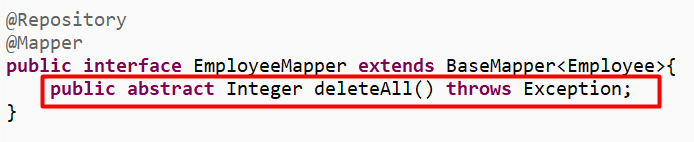 @Repository
@Mapper
public interface EmployeeMapper extends BaseMapper<Employee>{
    public abstract Integer deleteAll() throws Exception;
}